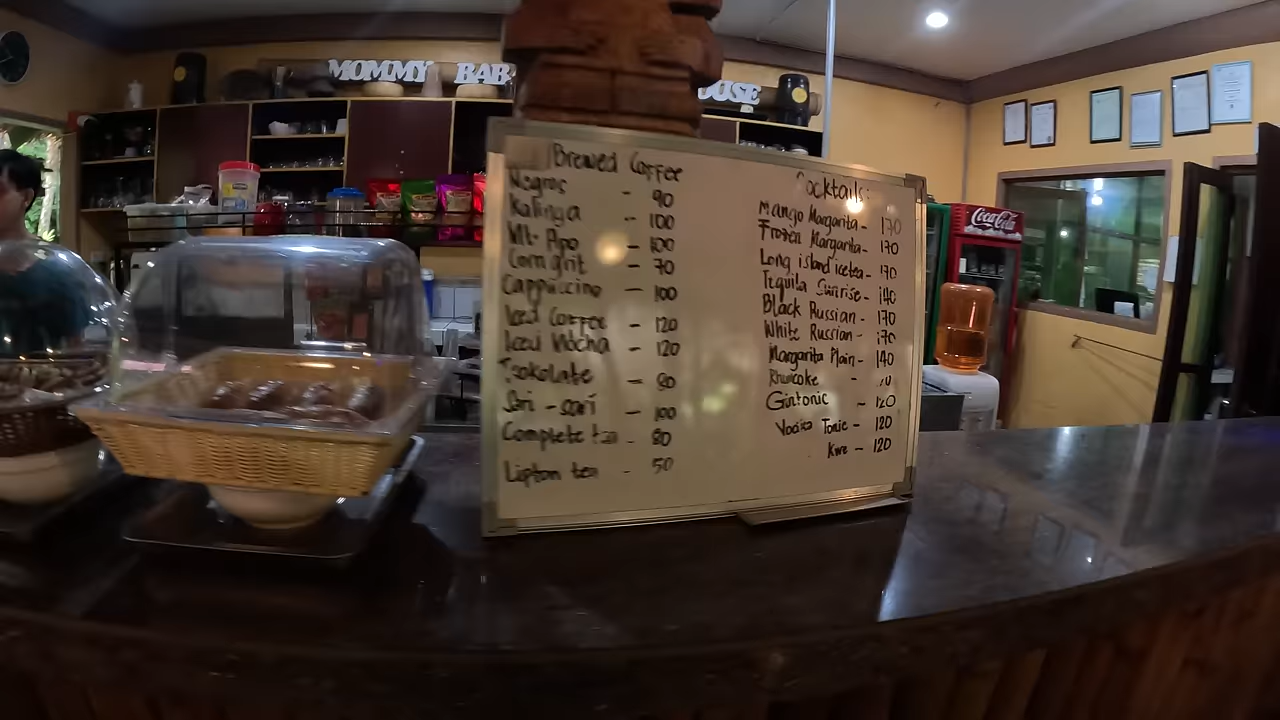 MOMMY BAB
OUSE
Brewed Coffee
Negros - 90
Kalinga - 100
Mt. Apo - 100
Corn grit - 70
Cappuccino - 100
Iced Coffee - 120
Iced Mocha - 120
Tsokolate - 80
Sari - sari - 100
Complete tea - 80
Lipton tea - 50
Cocktails:
Mango Margarita - 170
Frozen Margarita - 170
Long island icetea - 170
Tequila Sunrise - 140
Black Russian - 170
White Russian - 170
Margarita Plain - 140
Rhumcoke -
Gintonic - 120
Vodka Tonic - 120
120
Coca-Cola